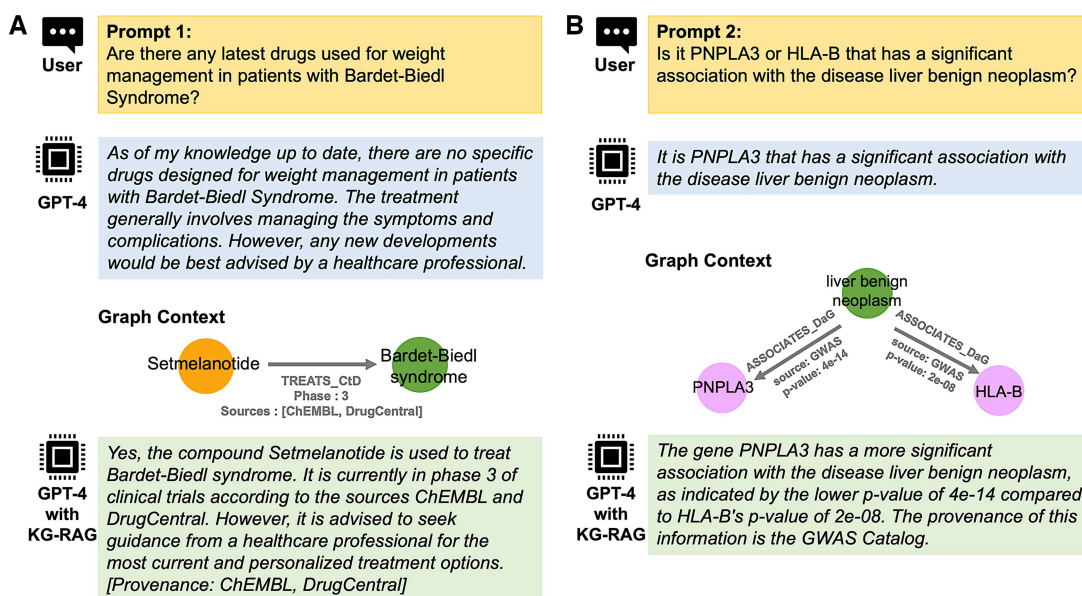 A
User
Prompt 1:
Are there any latest drugs used for weight
management in patients with Bardet-Biedl
Syndrome?
GPT-4
As of my knowledge up to date, there are no specific
drugs designed for weight management in patients
with Bardet-Biedl Syndrome. The treatment
generally involves managing the symptoms and
complications. However, any new developments
would be best advised by a healthcare professional.
Graph Context
Setmelanotide
Bardet-Biedl
syndrome
TREATS_CtD
Phase : 3
Sources : [ChEMBL, DrugCentral]
GPT-4
with
KG-RAG
Yes, the compound Setmelanotide is used to treat
Bardet-Biedl syndrome. It is currently in phase 3 of
clinical trials according to the sources ChEMBL and
DrugCentral. However, it is advised to seek
guidance from a healthcare professional for the
most current and personalized treatment options.
[Provenance: ChEMBL, DrugCentral]
B
User
Prompt 2:
Is it PNPLA3 or HLA-B that has a significant
association with the disease liver benign neoplasm?
GPT-4
It is PNPLA3 that has a significant association with
the disease liver benign neoplasm.
Graph Context
liver benign
neoplasm
ASSOCIATES_DaG
source: GWAS
p-value: 4e-14
ASSOCIATES_DaG
source: GWAS
p-value: 2e-08
PNPLA3
HLA-B
GPT-4
with
KG-RAG
The gene PNPLA3 has a more significant
association with the disease liver benign neoplasm,
as indicated by the lower p-value of 4e-14 compared
to HLA-B's p-value of 2e-08. The provenance of this
information is the GWAS Catalog.